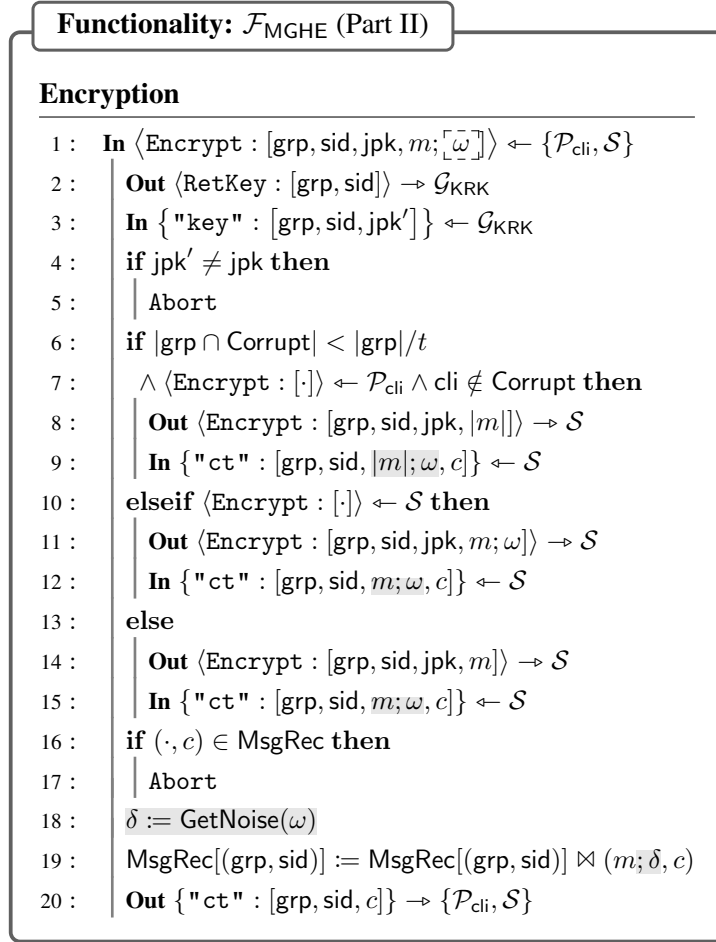 Functionality: 𝓕_MGHE (Part II)
Encryption
1 : In ⟨Encrypt : [grp, sid, jpk, m; ω]⟩ ← {𝒫_cli, 𝒮}
2 : Out ⟨RetKey : [grp, sid]⟩ → 𝒢_KRK
3 : In {"key" : [grp, sid, jpk′]} ← 𝒢_KRK
4 : if jpk′ ≠ jpk then
5 : Abort
6 : if |grp ∩ Corrupt| < |grp|/t
7 : ∧ ⟨Encrypt : [·]⟩ ← 𝒫_cli ∧ cli ∉ Corrupt then
8 : Out ⟨Encrypt : [grp, sid, jpk, |m|]⟩ → 𝒮
9 : In {"ct" : [grp, sid, |m|; ω, c]} ← 𝒮
10 : elseif ⟨Encrypt : [·]⟩ ← 𝒮 then
11 : Out ⟨Encrypt : [grp, sid, jpk, m; ω]⟩ → 𝒮
12 : In {"ct" : [grp, sid, m; ω, c]} ← 𝒮
13 : else
14 : Out ⟨Encrypt : [grp, sid, jpk, m]⟩ → 𝒮
15 : In {"ct" : [grp, sid, m; ω, c]} ← 𝒮
16 : if (·, c) ∈ MsgRec then
17 : Abort
18 : δ := GetNoise(ω)
19 : MsgRec[(grp, sid)] := MsgRec[(grp, sid)] ⋈ (m; δ, c)
20 : Out {"ct" : [grp, sid, c]} → {𝒫_cli, 𝒮}